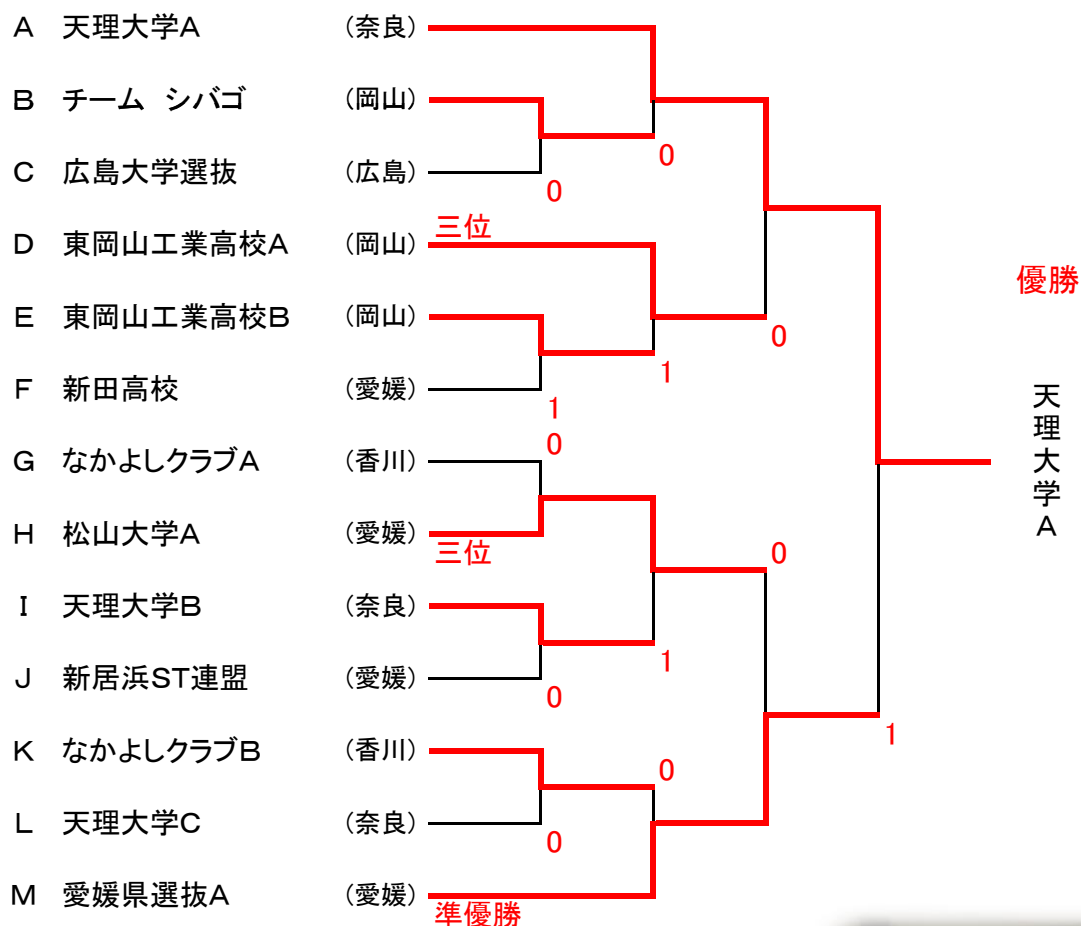 A 天理大学A (奈良)
B チーム シバゴ (岡山)
0
C 広島大学選抜 (広島)
0
三位
D 東岡山工業高校A (岡山)
優勝
E 東岡山工業高校B (岡山)
0
1
F 新田高校 (愛媛)
1
天理大学A
0
G なかよしクラブA (香川)
H 松山大学A (愛媛)
三位
0
I 天理大学B (奈良)
1
J 新居浜ST連盟 (愛媛)
0
1
K なかよしクラブB (香川)
0
L 天理大学C (奈良)
0
M 愛媛県選抜A (愛媛)
準優勝